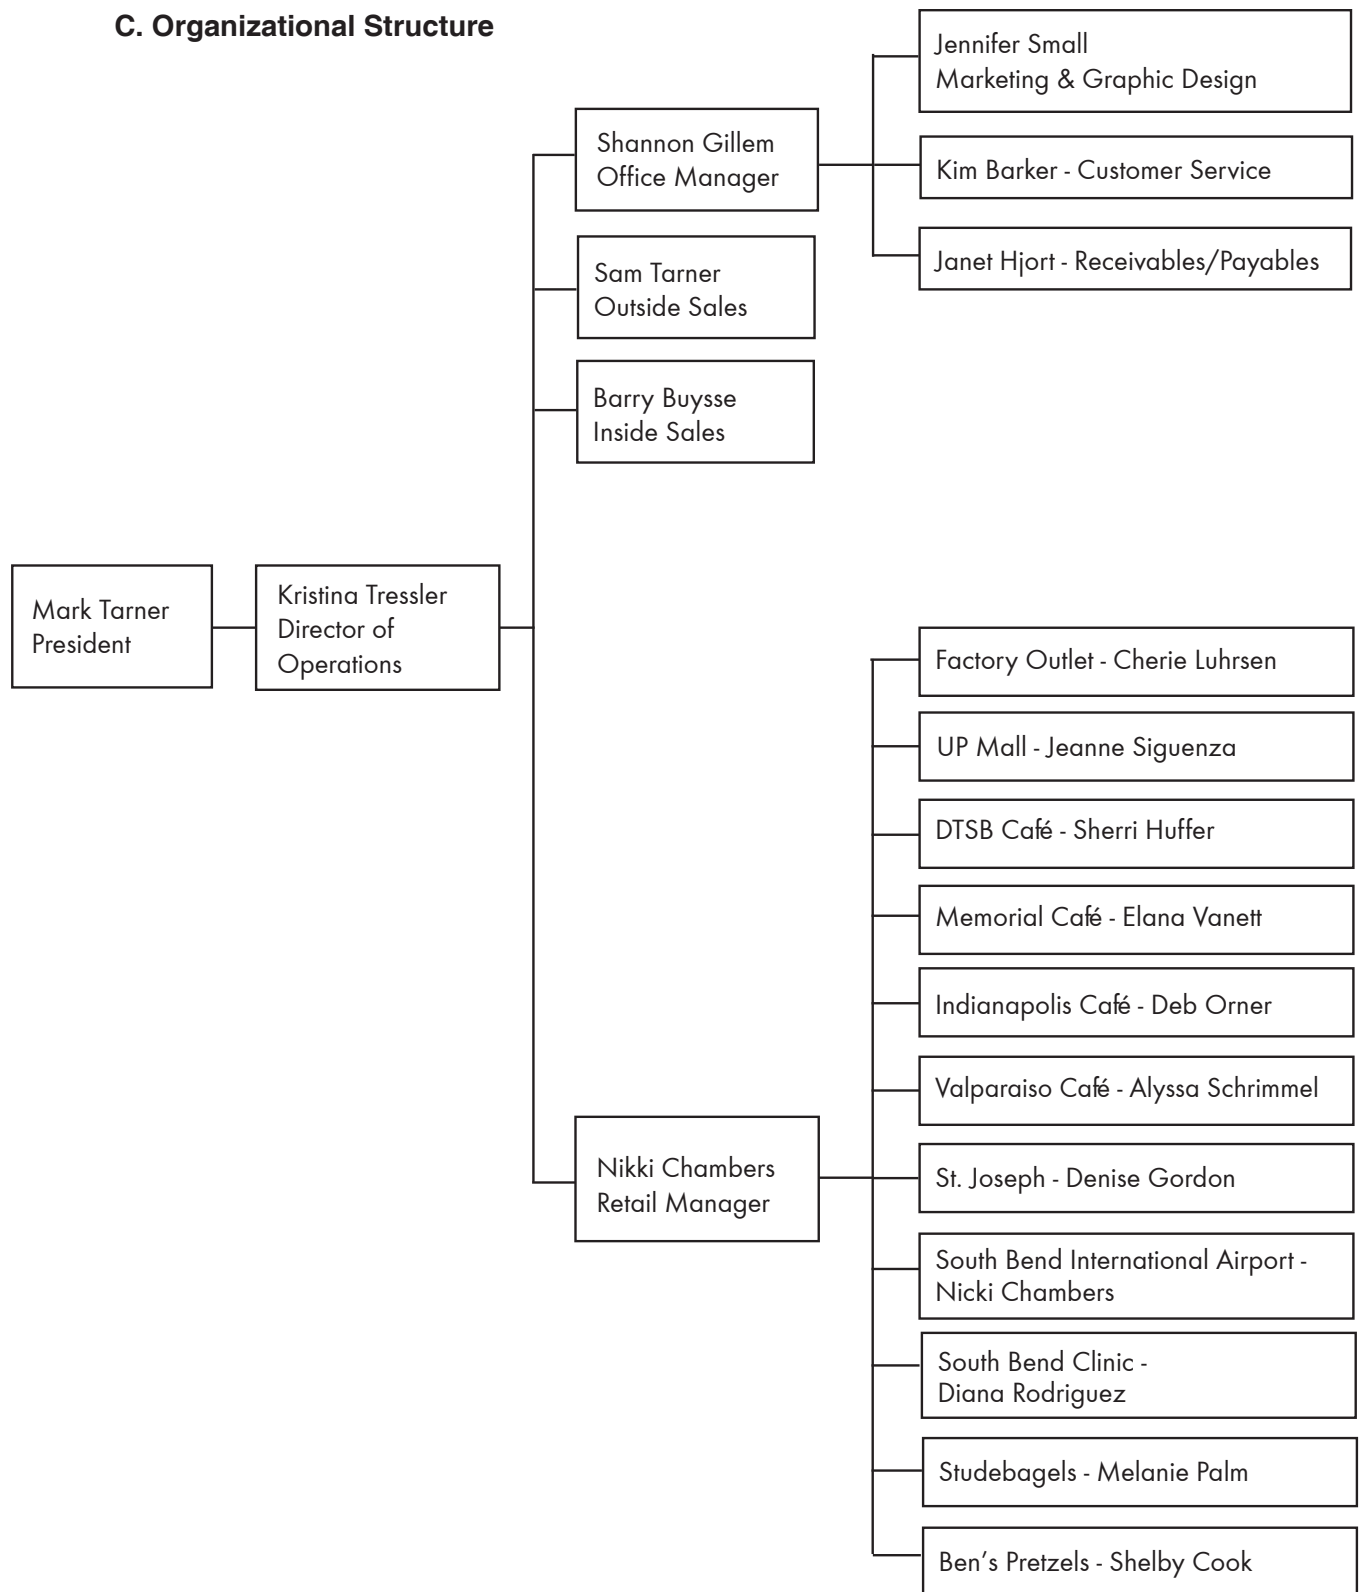 C. Organizational Structure
Jennifer Small
Marketing & Graphic Design
Shannon Gillem
Office Manager
Kim Barker - Customer Service
Janet Hjort - Receivables/Payables
Sam Tarner
Outside Sales
Barry Buysse
Inside Sales
Mark Tarner
President
Kristina Tressler
Director of
Operations
Factory Outlet - Cherie Luhrsen
UP Mall - Jeanne Siguenza
DTSB Café - Sherri Huffer
Memorial Café - Elana Vanett
Indianapolis Café - Deb Orner
Valparaiso Café - Alyssa Schrimmel
Nikki Chambers
Retail Manager
St. Joseph - Denise Gordon
South Bend International Airport -
Nicki Chambers
South Bend Clinic -
Diana Rodriguez
Studebagels - Melanie Palm
Ben’s Pretzels - Shelby Cook